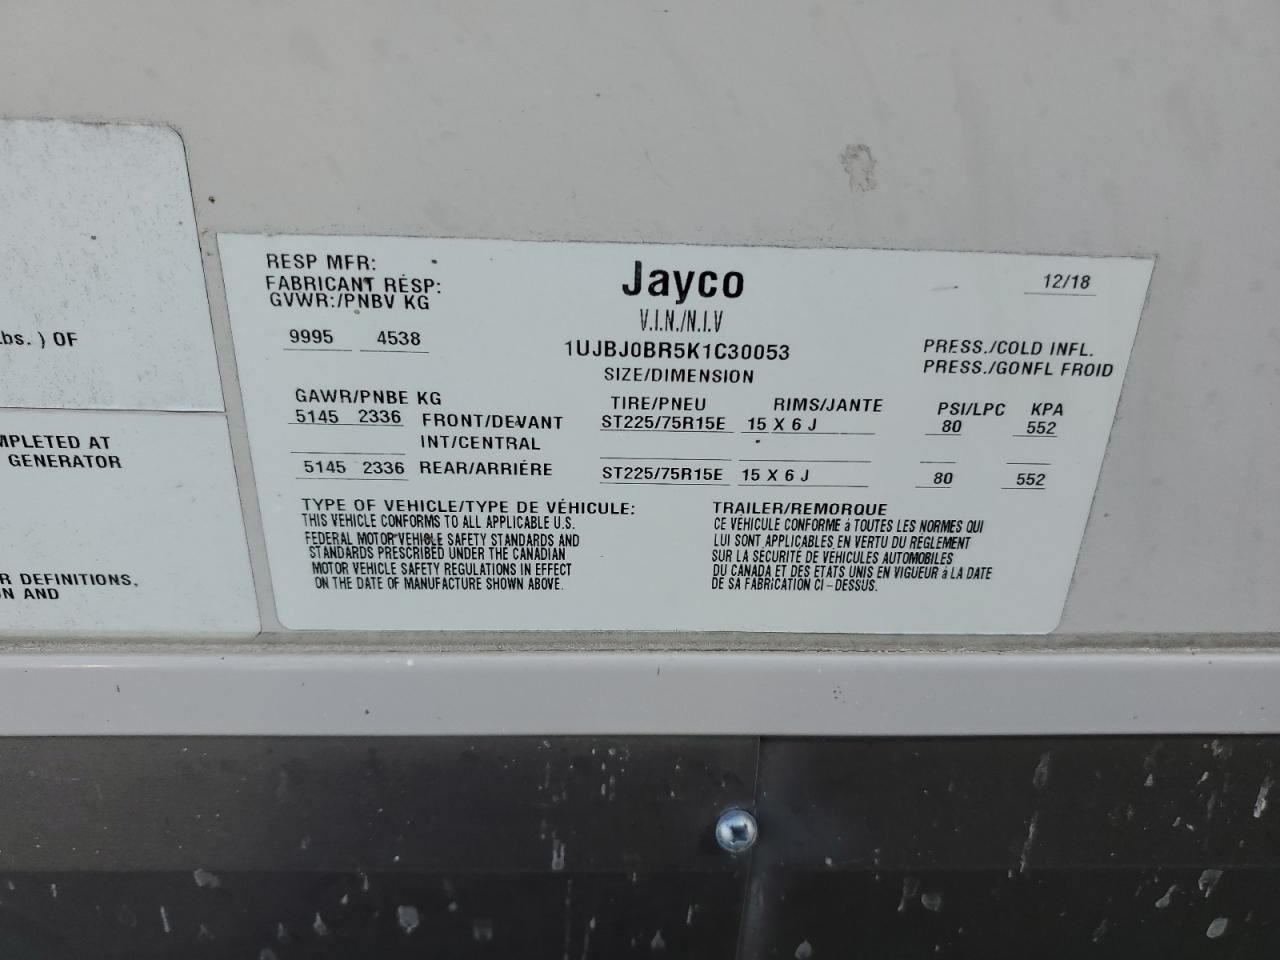 RESP MFR:
FABRICANT RÉSP:
GVWR:/PNBV KG
9995 4538
Jayco
12/18
V.I.N./N.I.V
1UJBJ0BR5K1C30053
SIZE/DIMENSION
PRESS./COLD INFL.
PRESS./GONFL FROID
GAWR/PNBE KG TIRE/PNEU RIMS/JANTE PSI/LPC KPA
5145 2336 FRONT/DEVANT ST225/75R15E 15 X 6 J 80 552
INT/CENTRAL
5145 2336 REAR/ARRIÉRE ST225/75R15E 15 X 6 J 80 552
TYPE OF VEHICLE/TYPE DE VÉHICULE: TRAILER/REMORQUE
THIS VEHICLE CONFORMS TO ALL APPLICABLE U.S.
FEDERAL MOTOR VEHICLE SAFETY STANDARDS AND
STANDARDS PRESCRIBED UNDER THE CANADIAN
MOTOR VEHICLE SAFETY REGULATIONS IN EFFECT
ON THE DATE OF MANUFACTURE SHOWN ABOVE.
CE VÉHICULE CONFORME à TOUTES LES NORMES QUI
LUI SONT APPLICABLES EN VERTU DU RÈGLEMENT
SUR LA SÉCURITÉ DE VÉHICULES AUTOMOBILES
DU CANADA ET DES ÉTATS UNIS EN VIGUEUR à LA DATE
DE SA FABRICATION CI-DESSUS.
bs. ) OF
MPLETED AT
GENERATOR
R DEFINITIONS,
N AND